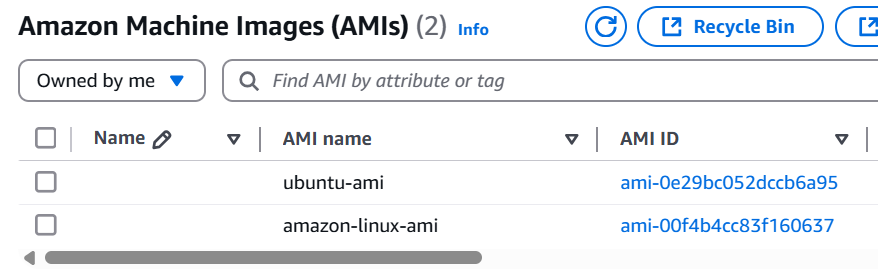 Amazon Machine Images (AMIs) (2) Info
Recycle Bin
Owned by me
Find AMI by attribute or tag
Name AMI name AMI ID
ubuntu-ami ami-0e29bc052dccb6a95
amazon-linux-ami ami-00f4b4cc83f160637